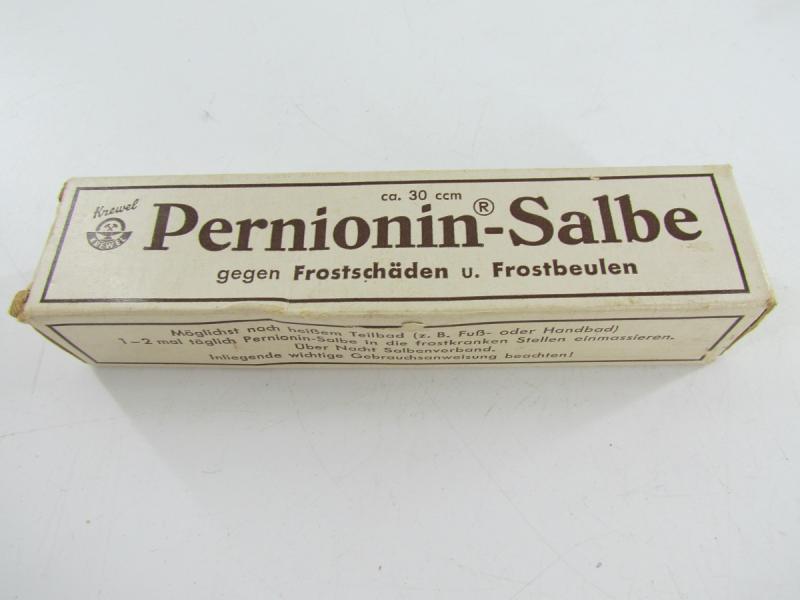 ca. 30 ccm
Krewel
KREWEL
Pernionin®-Salbe
gegen Frostschäden u. Frostbeulen
Möglichst nach heißem Teilbad (z. B. Fuß- oder Handbad)
1–2 mal täglich Pernionin-Salbe in die frostkranken Stellen einmassieren.
Über Nacht Salbenverband.
Inliegende wichtige Gebrauchsanweisung beachten!